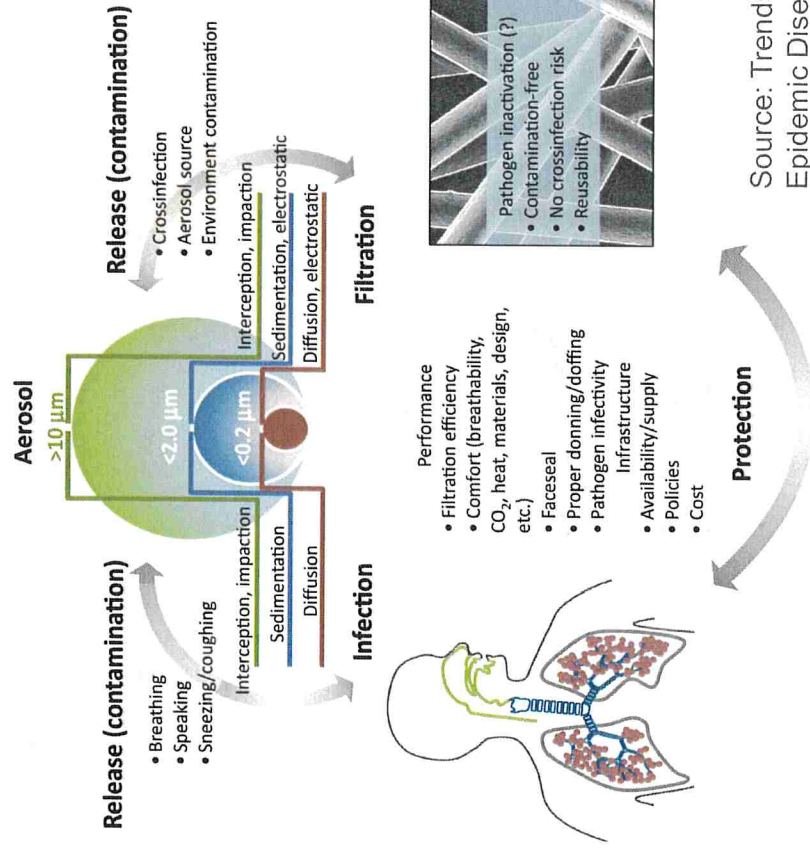 Aerosol
>10 μm
<2.0 μm
<0.2 μm
Release (contamination)
• Breathing
• Speaking
• Sneezing/coughing
Interception, impaction
Sedimentation
Diffusion
Infection
Release (contamination)
• Crossinfection
• Aerosol source
• Environment contamination
Interception, impaction
Sedimentation, electrostatic
Diffusion, electrostatic
Filtration
Performance
• Filtration efficiency
• Comfort (breathability,
CO₂, heat, materials, design,
etc.)
• Faceseal
• Proper donning/doffing
• Pathogen infectivity
Infrastructure
• Availability/supply
• Policies
• Cost
Protection
Pathogen inactivation (?)
• Contamination-free
• No crossinfection risk
• Reusability
Source: Trend
Epidemic Dise